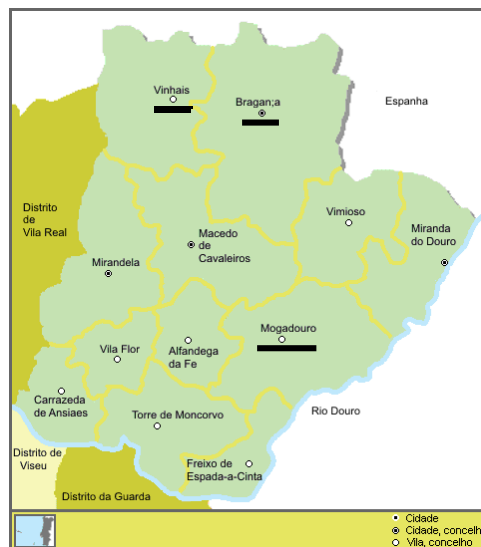 Vinhais
Bragan;a
Espanha
Distrito
de
Vila Real
Vimioso
Miranda
do Douro
Macedo
de
Cavaleiros
Mirandela
Mogadouro
Vila Flor
Alfandega
da Fe
Carrazeda
de Ansiaes
Torre de Moncorvo
Rio Douro
Distrito de
Viseu
Freixo de
Espada-a-Cinta
Distrito da Guarda
Cidade
Cidade, concelh
Vila, concelho